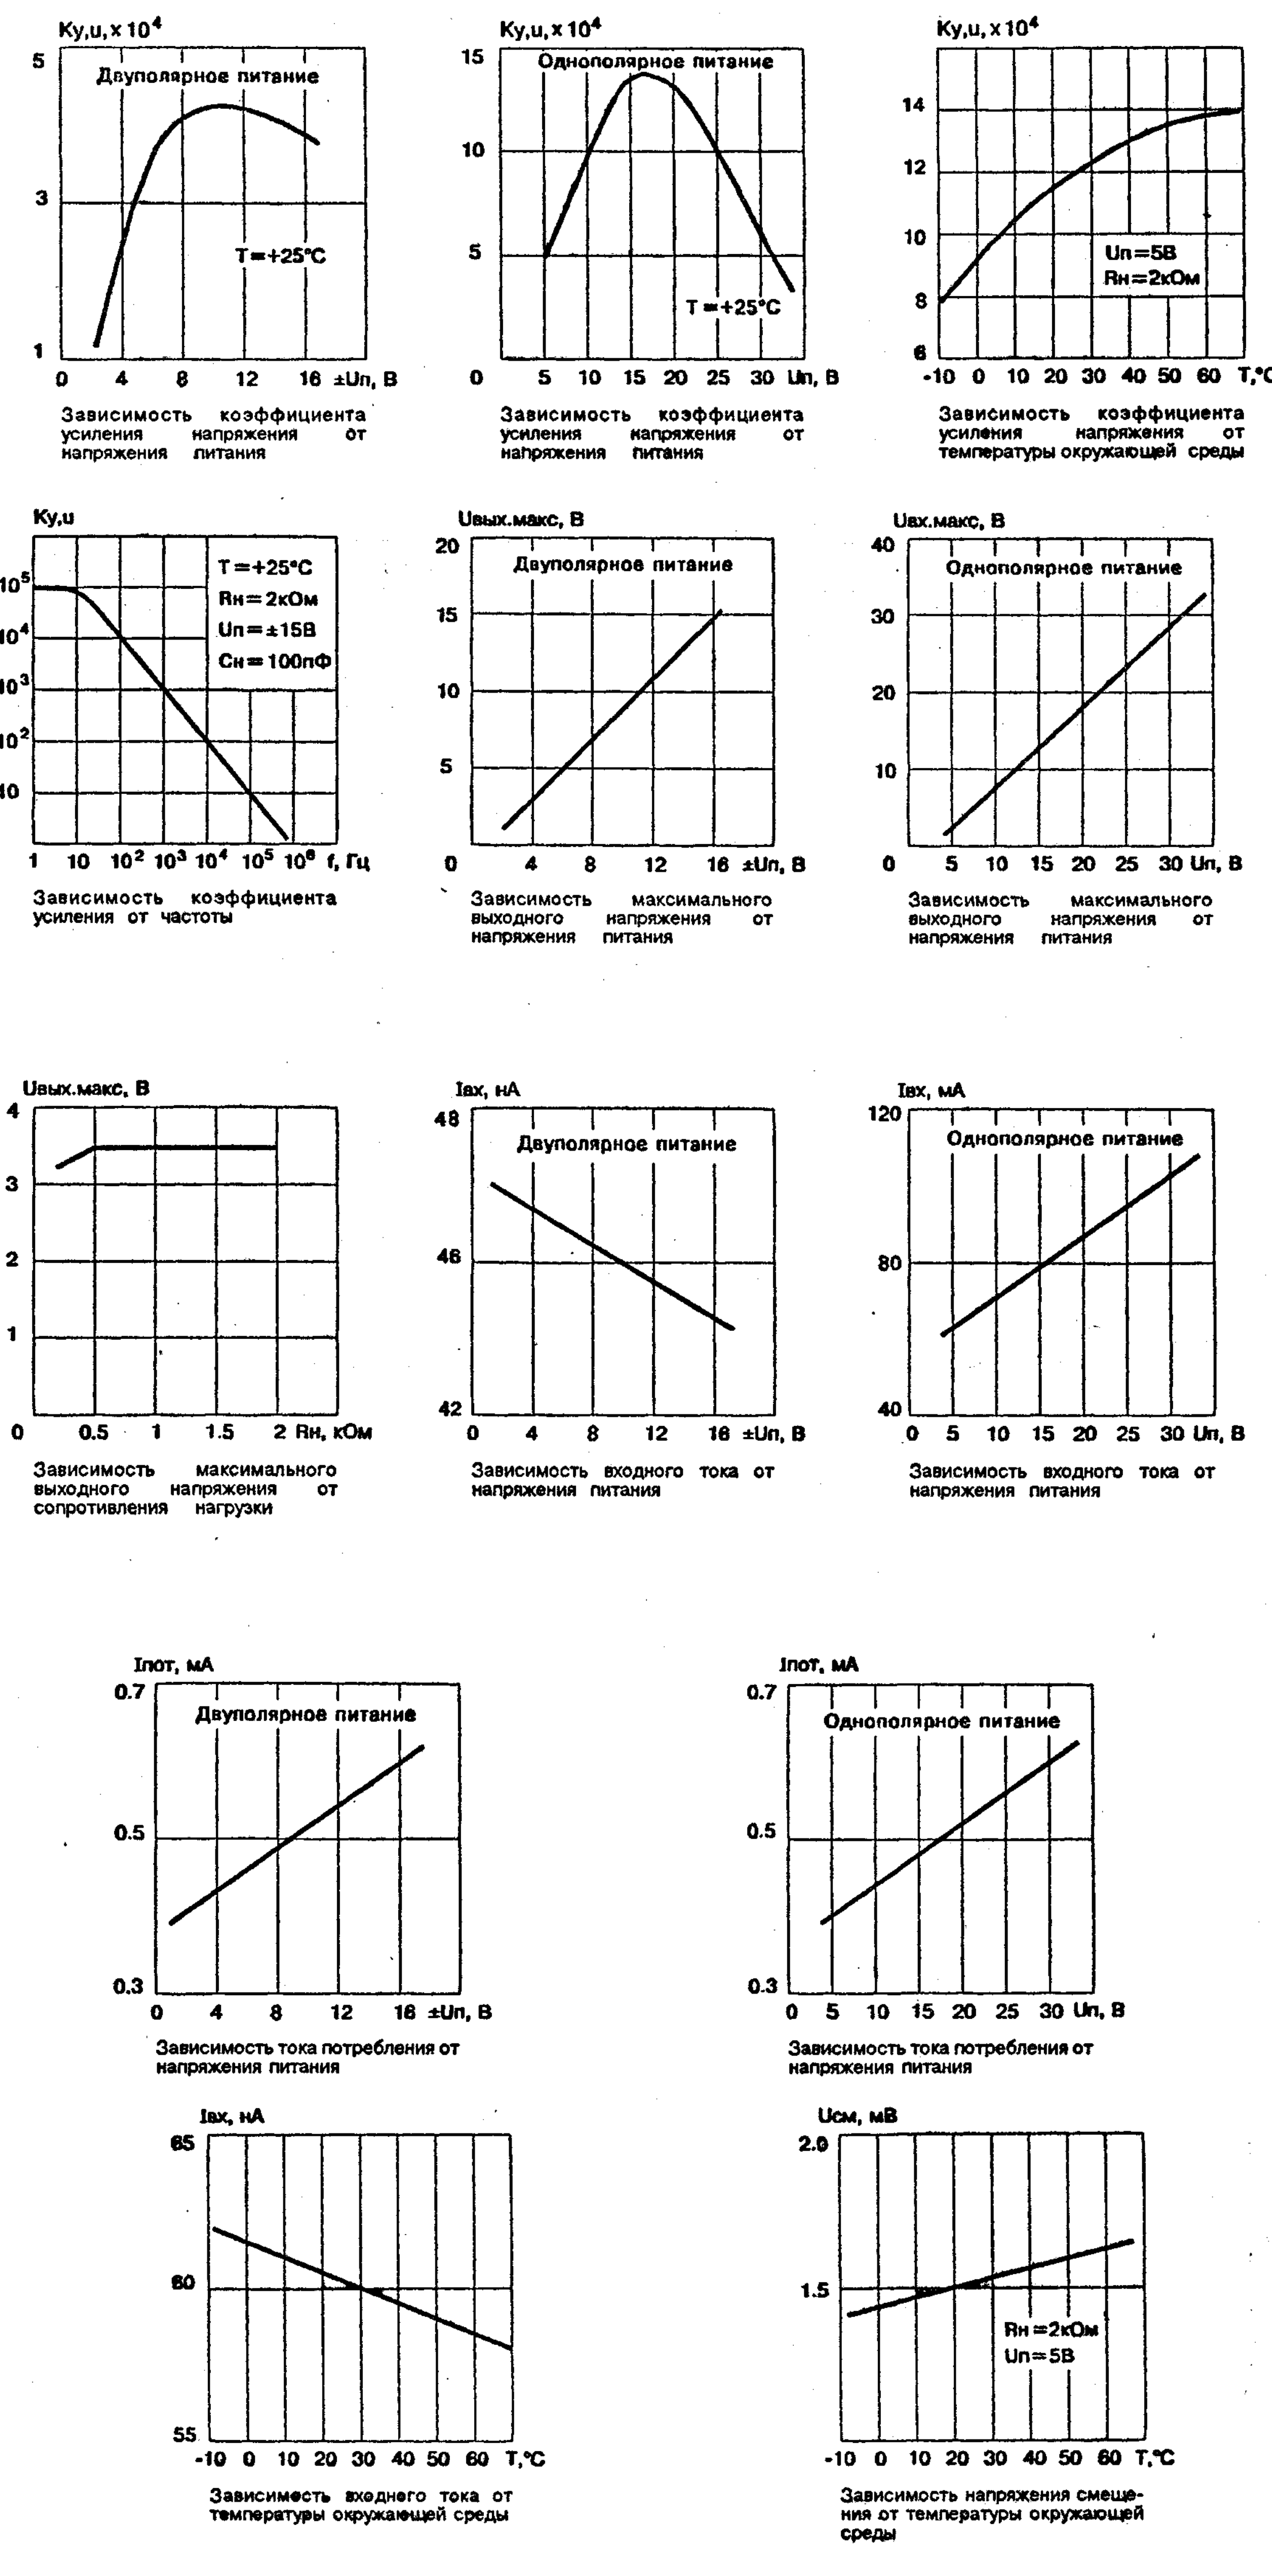 Ку,u, x 10⁴
5
Двуполярное питание
3
T=+25°C
1
0 4 8 12 16 ±Uп, В
Зависимость коэффициента
усиления напряжения от
напряжения питания
Ку,u, x 10⁴
15
Однополярное питание
10
5
T=+25°C
0 5 10 15 20 25 30 Uп, В
Зависимость коэффициента
усиления напряжения от
напряжения питания
Ку,u, x 10⁴
14
12
10
Uп=5В
Rн=2кОм
8
6
-10 0 10 20 30 40 50 60 T,°C
Зависимость коэффициента
усиления напряжения от
температуры окружающей среды
Ку,u
10⁵
T=+25°C
Rн=2кОм
10⁴
Uп=±15В
Cн=100пФ
10³
10²
10
1 10 10² 10³ 10⁴ 10⁵ 10⁶ f, Гц
Зависимость коэффициента
усиления от частоты
Uвых.макс, В
20
Двуполярное питание
15
10
5
0 4 8 12 16 ±Uп, В
Зависимость максимального
выходного напряжения от
напряжения питания
Uвх.макс, В
40
Однополярное питание
30
20
10
0 5 10 15 20 25 30 Uп, В
Зависимость максимального
выходного напряжения от
напряжения питания
Uвых.макс, В
4
3
2
1
0 0.5 1 1.5 2 Rн, кОм
Зависимость максимального
выходного напряжения от
сопротивления нагрузки
Iвх, нА
48
Двуполярное питание
46
42
0 4 8 12 16 ±Uп, В
Зависимость входного тока от
напряжения питания
Iвх, мА
120
Однополярное питание
80
40
0 5 10 15 20 25 30 Uп, В
Зависимость входного тока от
напряжения питания
Iпот, мА
0.7
Двуполярное питание
0.5
0.3
0 4 8 12 16 ±Uп, В
Зависимость тока потребления от
напряжения питания
Iпот, мА
0.7
Однополярное питание
0.5
0.3
0 5 10 15 20 25 30 Uп, В
Зависимость тока потребления от
напряжения питания
Iвх, нА
65
60
55
-10 0 10 20 30 40 50 60 T,°C
Зависимость входного тока от
температуры окружающей среды
Uсм, мВ
2.0
1.5
Rн=2кОм
Uп=5В
-10 0 10 20 30 40 50 60 T,°C
Зависимость напряжения смеще-
ния от температуры окружающей
среды